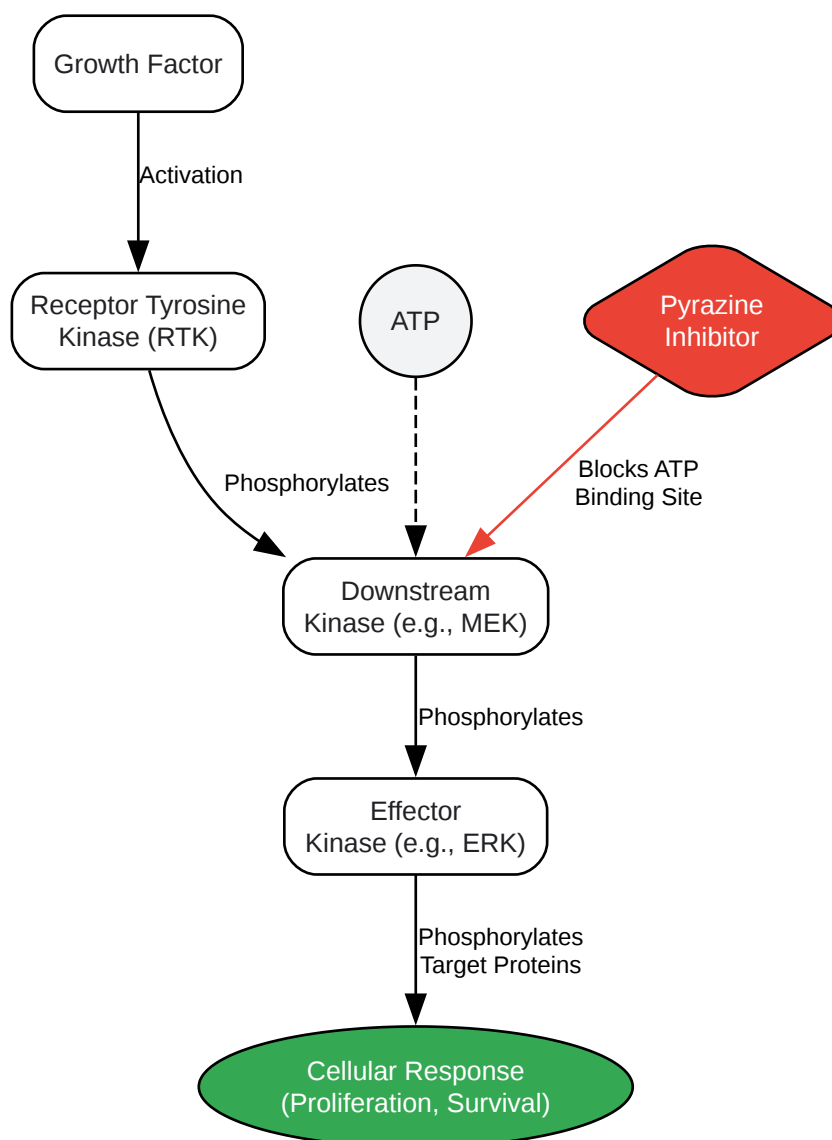 Growth Factor
Activation
Receptor Tyrosine
Kinase (RTK)
ATP
Pyrazine
Inhibitor
Phosphorylates
Blocks ATP
Binding Site
Downstream
Kinase (e.g., MEK)
Phosphorylates
Effector
Kinase (e.g., ERK)
Phosphorylates
Target Proteins
Cellular Response
(Proliferation, Survival)